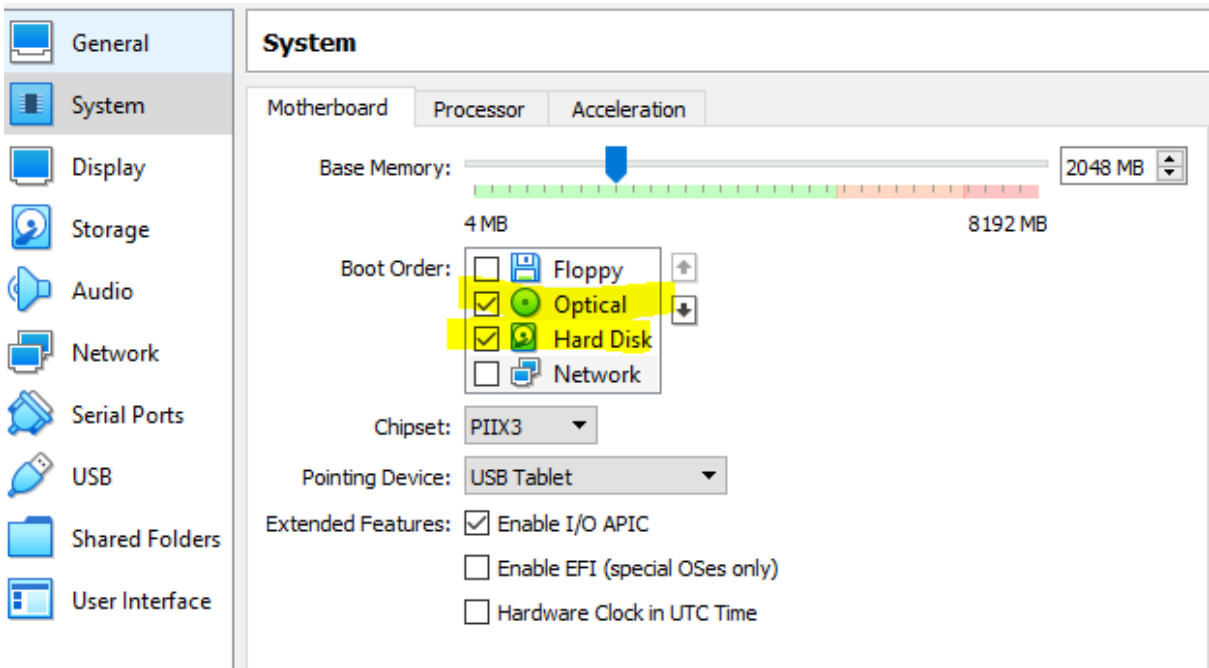 General
System
Display
Storage
Audio
Network
Serial Ports
USB
Shared Folders
User Interface
System
Motherboard Processor Acceleration
Base Memory: 2048 MB
4 MB 8192 MB
Boot Order: Floppy
Optical
Hard Disk
Network
Chipset: PIIX3
Pointing Device: USB Tablet
Extended Features: Enable I/O APIC
Enable EFI (special OSes only)
Hardware Clock in UTC Time